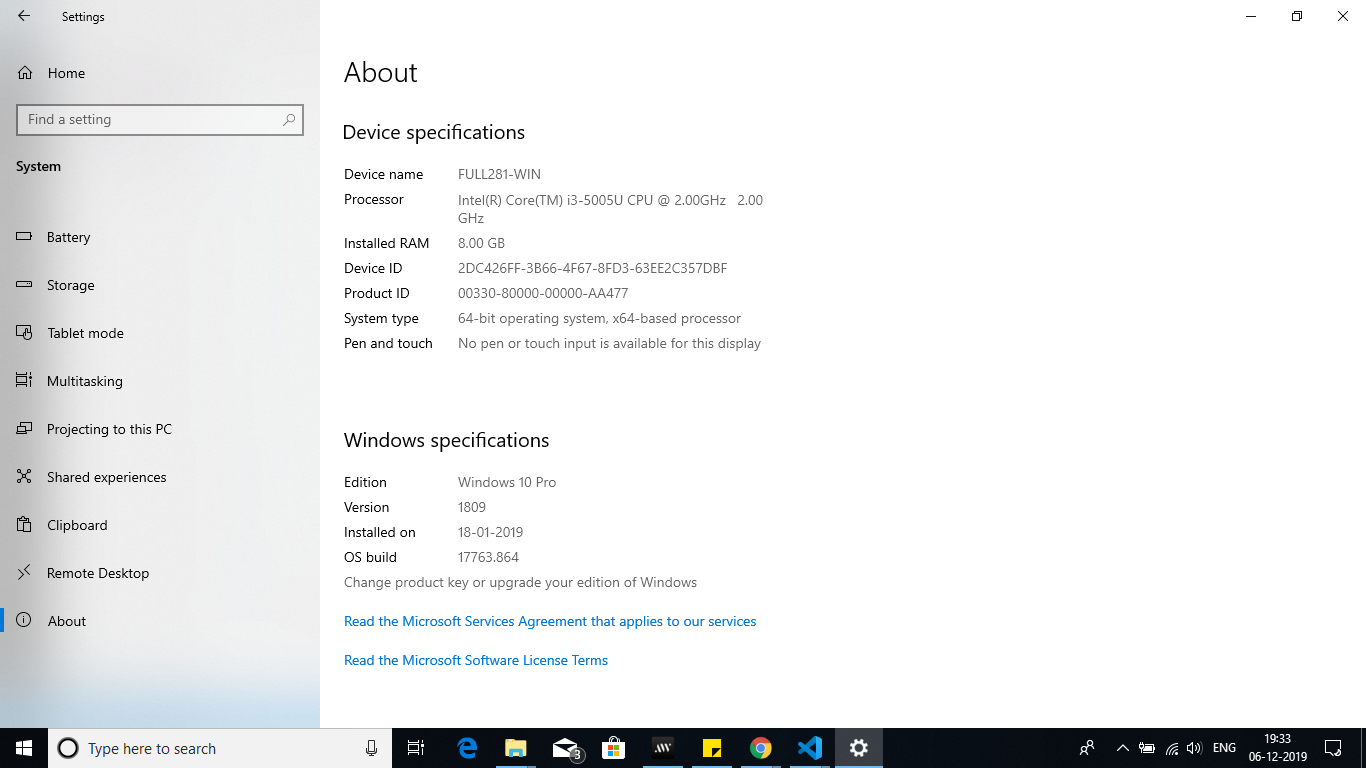 Settings
Home
Find a setting
System
Battery
Storage
Tablet mode
Multitasking
Projecting to this PC
Shared experiences
Clipboard
Remote Desktop
About
About
Device specifications
Device name FULL281-WIN
Processor Intel(R) Core(TM) i3-5005U CPU @ 2.00GHz 2.00
GHz
Installed RAM 8.00 GB
Device ID 2DC426FF-3B66-4F67-8FD3-63EE2C357DBF
Product ID 00330-80000-00000-AA477
System type 64-bit operating system, x64-based processor
Pen and touch No pen or touch input is available for this display
Windows specifications
Edition Windows 10 Pro
Version 1809
Installed on 18-01-2019
OS build 17763.864
Change product key or upgrade your edition of Windows
Read the Microsoft Services Agreement that applies to our services
Read the Microsoft Software License Terms
Type here to search
3
ENG
19:33
06-12-2019